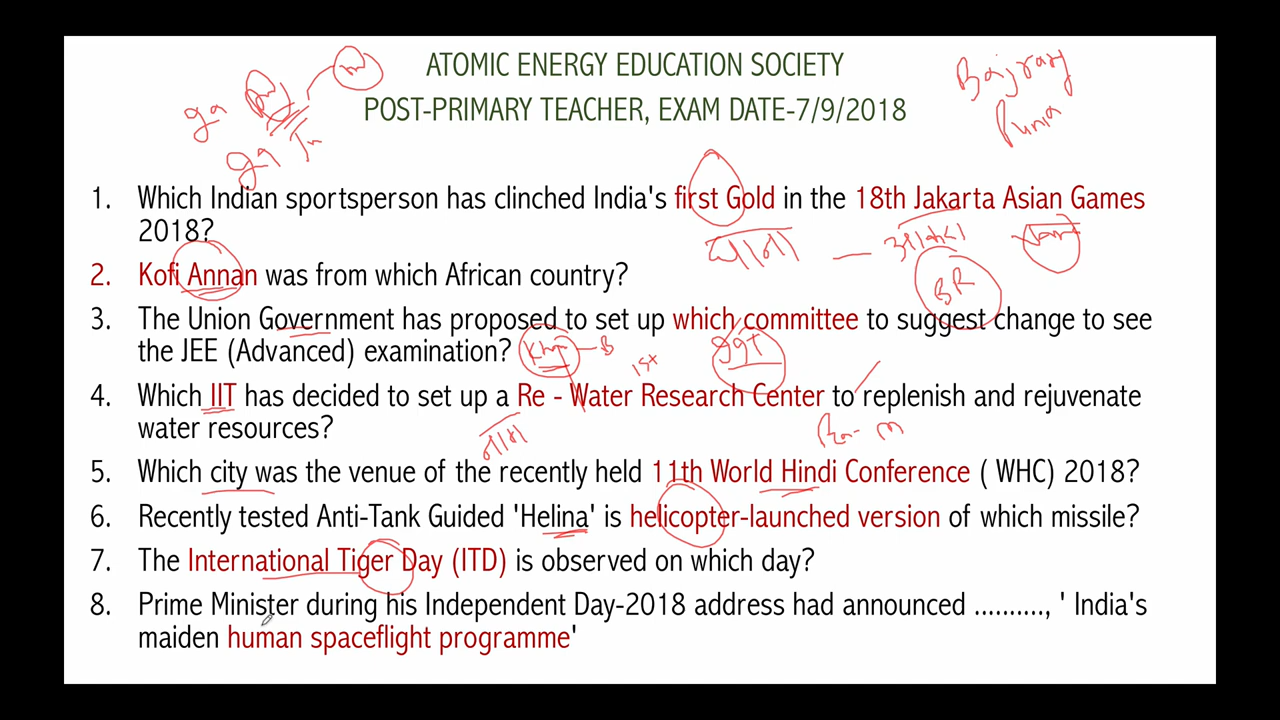 ATOMIC ENERGY EDUCATION SOCIETY
POST-PRIMARY TEACHER, EXAM DATE-7/9/2018
Bajrang
Punia
1. Which Indian sportsperson has clinched India's first Gold in the 18th Jakarta Asian Games
2018?
2. Kofi Annan was from which African country?
BR
3. The Union Government has proposed to set up which committee to suggest change to see
the JEE (Advanced) examination?
4. Which IIT has decided to set up a Re - Water Research Center to replenish and rejuvenate
water resources?
5. Which city was the venue of the recently held 11th World Hindi Conference ( WHC) 2018?
6. Recently tested Anti-Tank Guided 'Helina' is helicopter-launched version of which missile?
7. The International Tiger Day (ITD) is observed on which day?
8. Prime Minister during his Independent Day-2018 address had announced .........., ' India's
maiden human spaceflight programme'